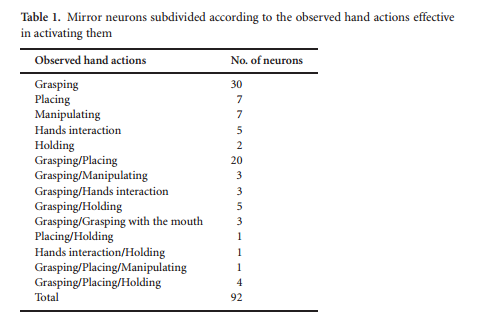 Table 1. Mirror neurons subdivided according to the observed hand actions effective
in activating them
Observed hand actions No. of neurons
Grasping 30
Placing 7
Manipulating 7
Hands interaction 5
Holding 2
Grasping/Placing 20
Grasping/Manipulating 3
Grasping/Hands interaction 3
Grasping/Holding 5
Grasping/Grasping with the mouth 3
Placing/Holding 1
Hands interaction/Holding 1
Grasping/Placing/Manipulating 1
Grasping/Placing/Holding 4
Total 92